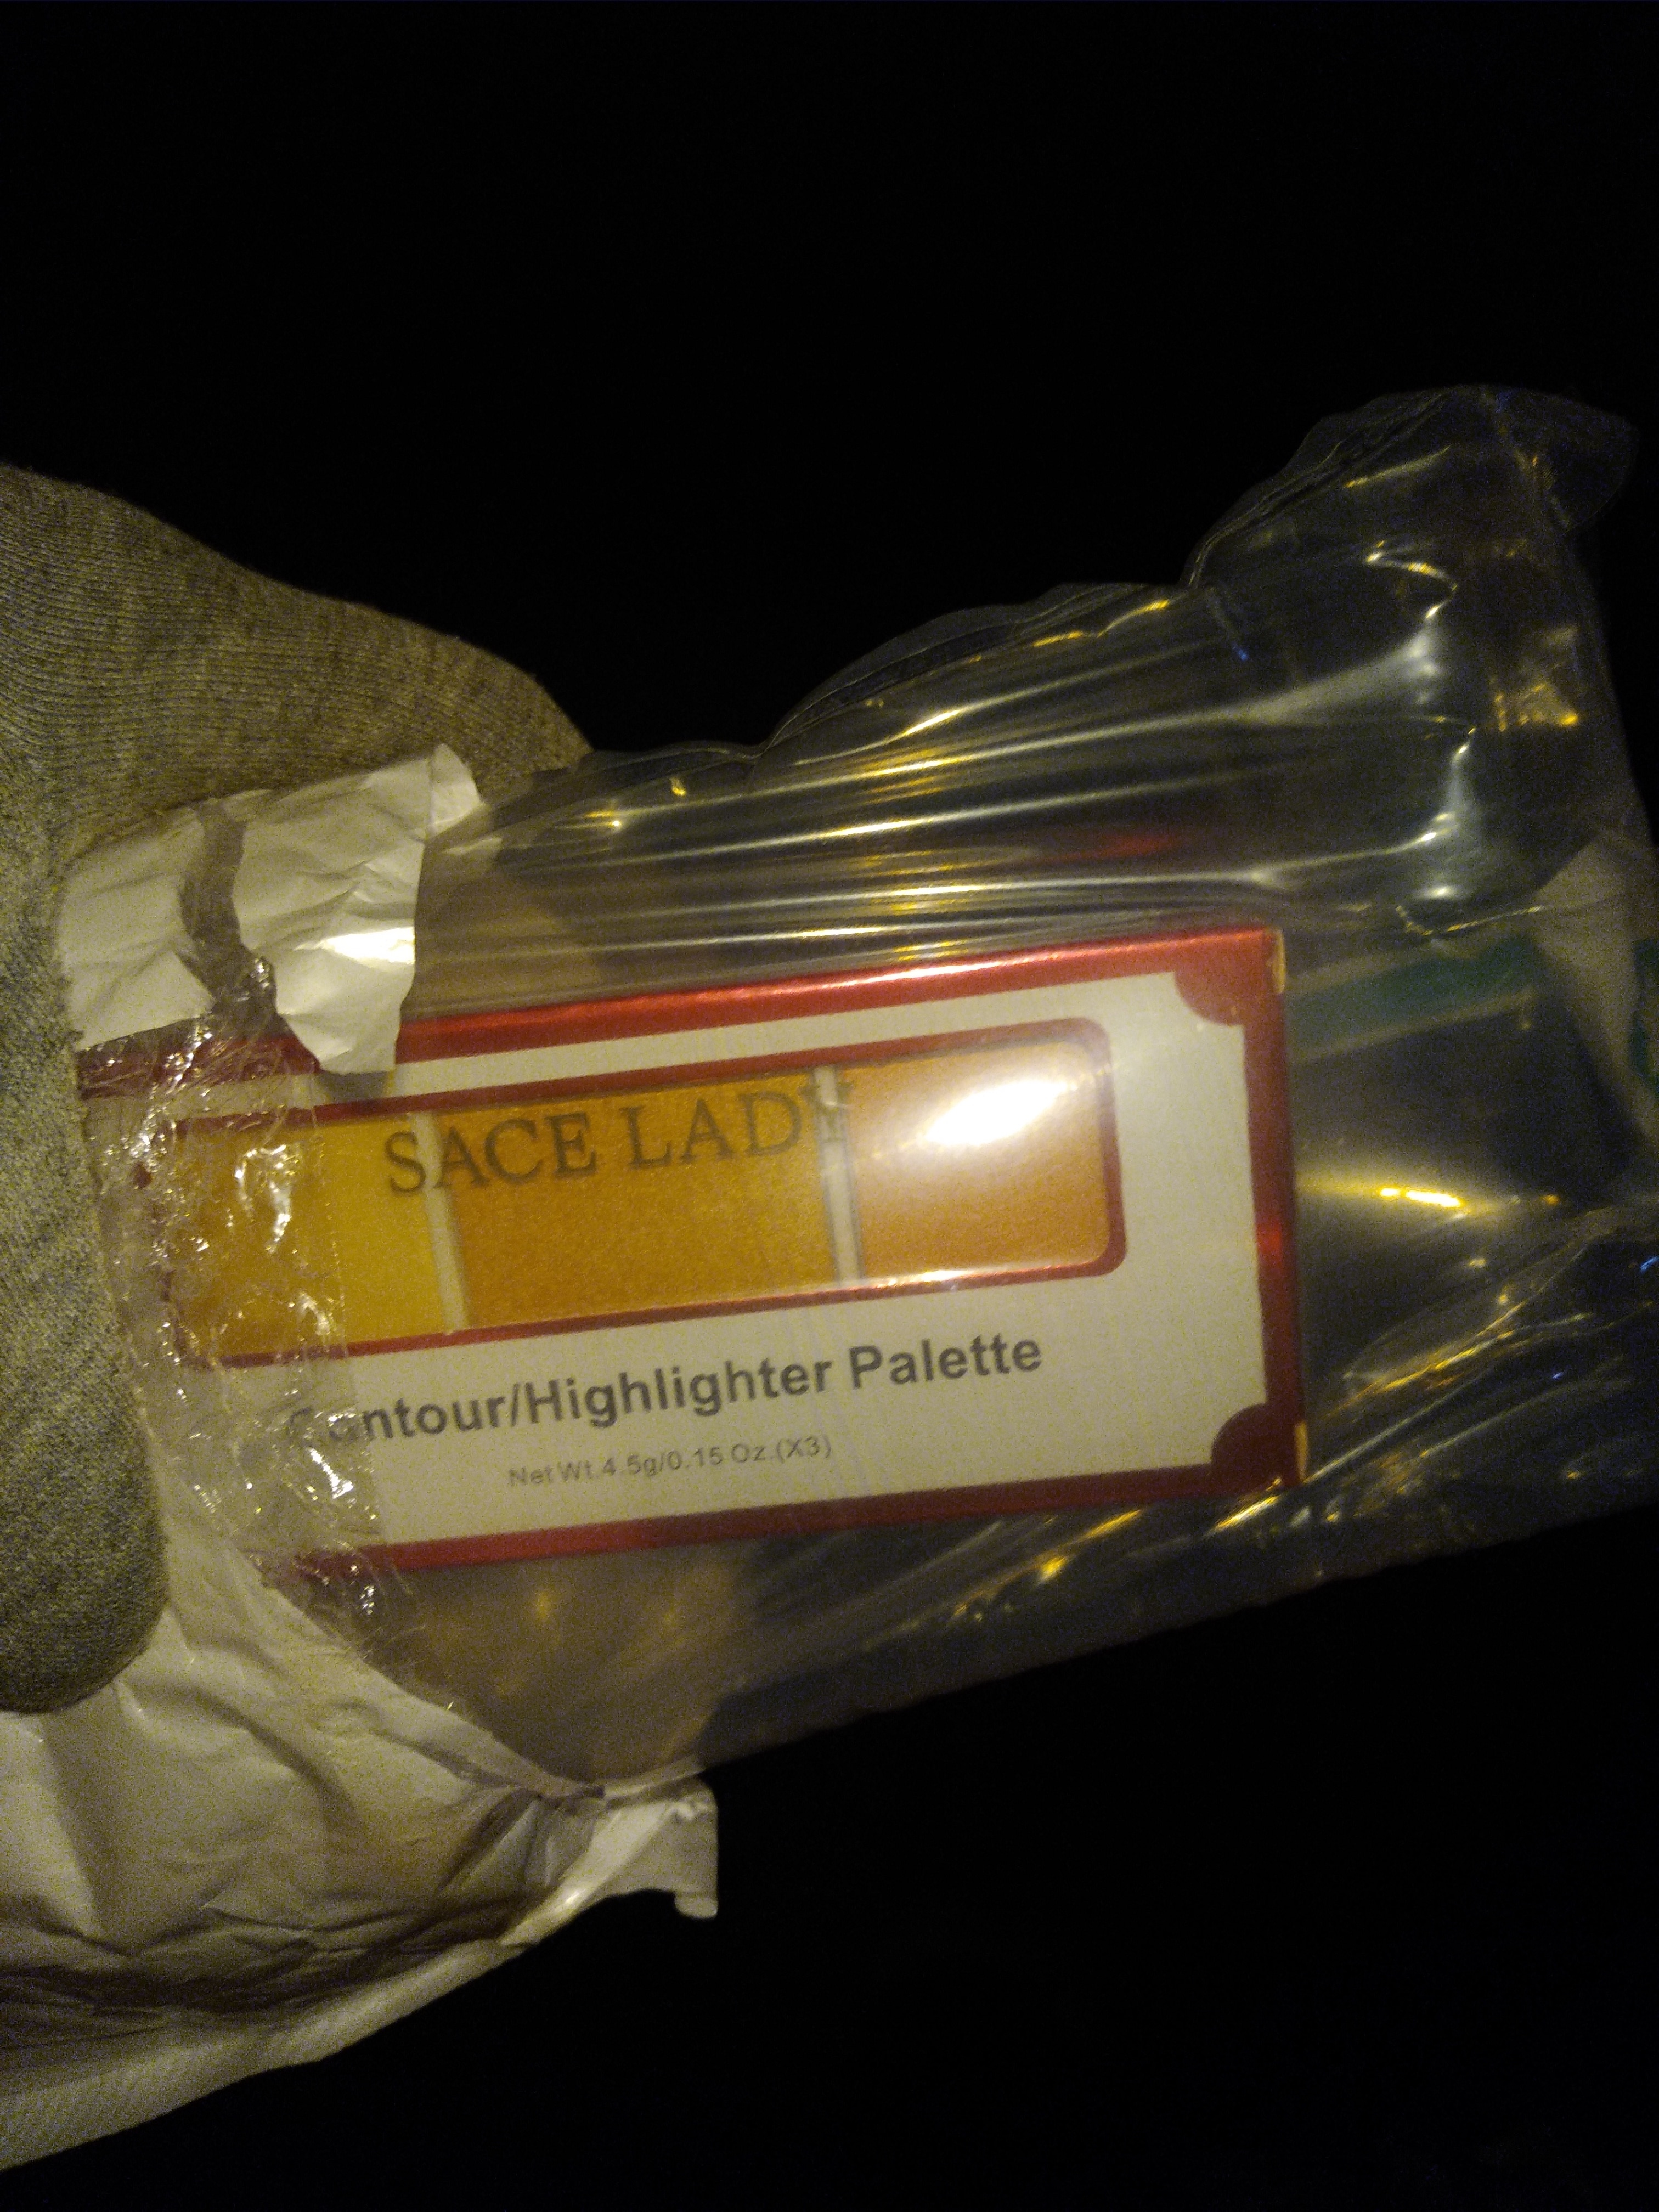 SACE LADY
Contour/Highlighter Palette
Net Wt.4.5g/0.15 Oz.(X3)